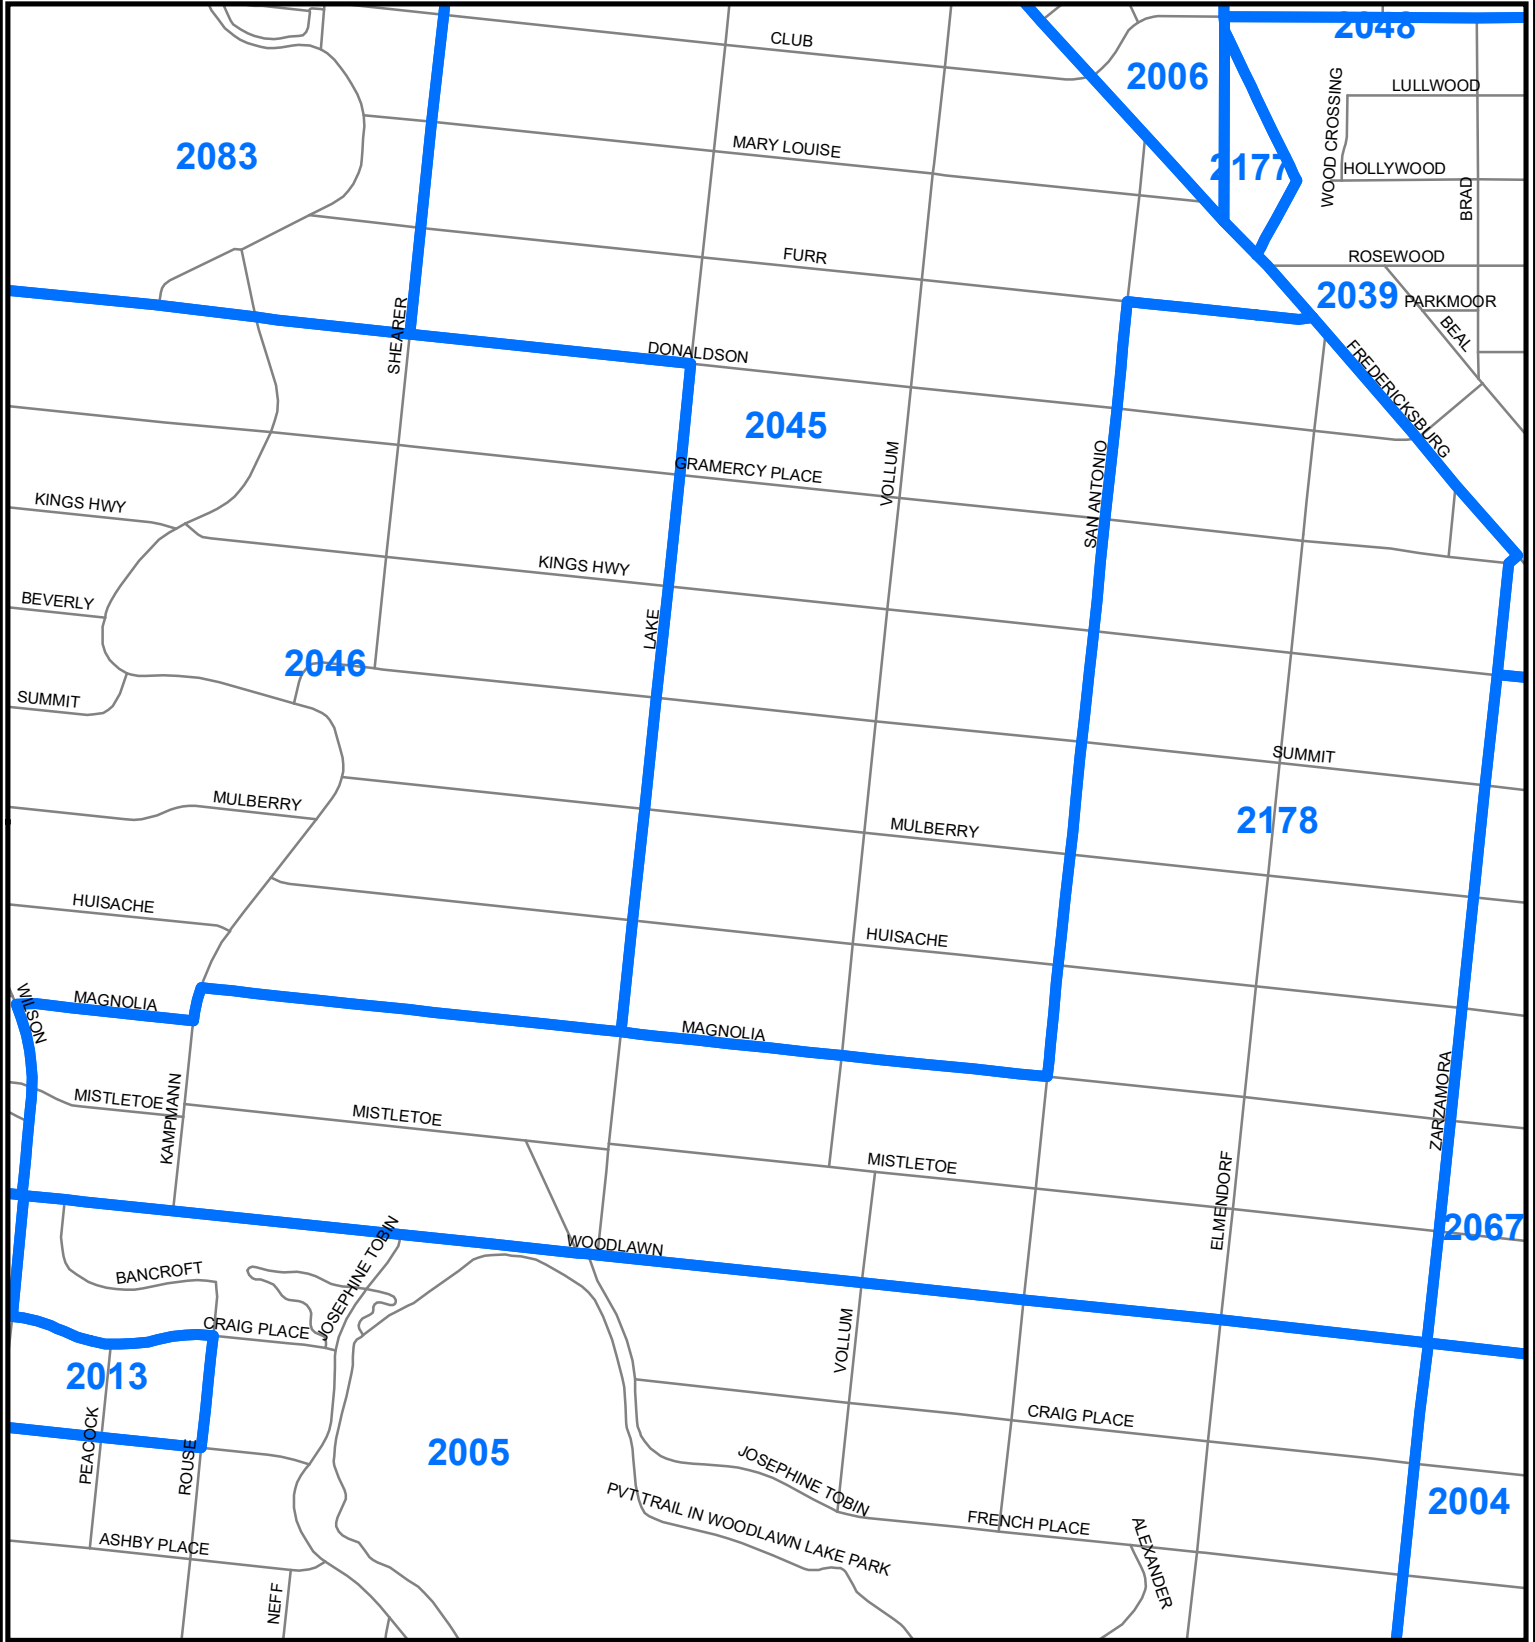 2048
CLUB
2006
WOOD CROSSING
LULLWOOD
MARY LOUISE
2083
2177
HOLLYWOOD
BRAD
FURR
ROSEWOOD
2039
PARKMOOR
BEAL
SHEARER
DONALDSON
FREDERICKSBURG
2045
GRAMERCY PLACE
VOLLUM
SAN ANTONIO
KINGS HWY
KINGS HWY
BEVERLY
LAKE
2046
SUMMIT
SUMMIT
MULBERRY
2178
MULBERRY
HUISACHE
HUISACHE
WILSON
MAGNOLIA
MAGNOLIA
KAMPMANN
MISTLETOE
MISTLETOE
MISTLETOE
ZARZAMORA
ELMENDORF
2067
WOODLAWN
JOSEPHINE TOBIN
BANCROFT
CRAIG PLACE
VOLLUM
2013
CRAIG PLACE
PEACOCK
ROUSE
2005
JOSEPHINE TOBIN
2004
PVT TRAIL IN WOODLAWN LAKE PARK
FRENCH PLACE
ALEXANDER
ASHBY PLACE
NEFF